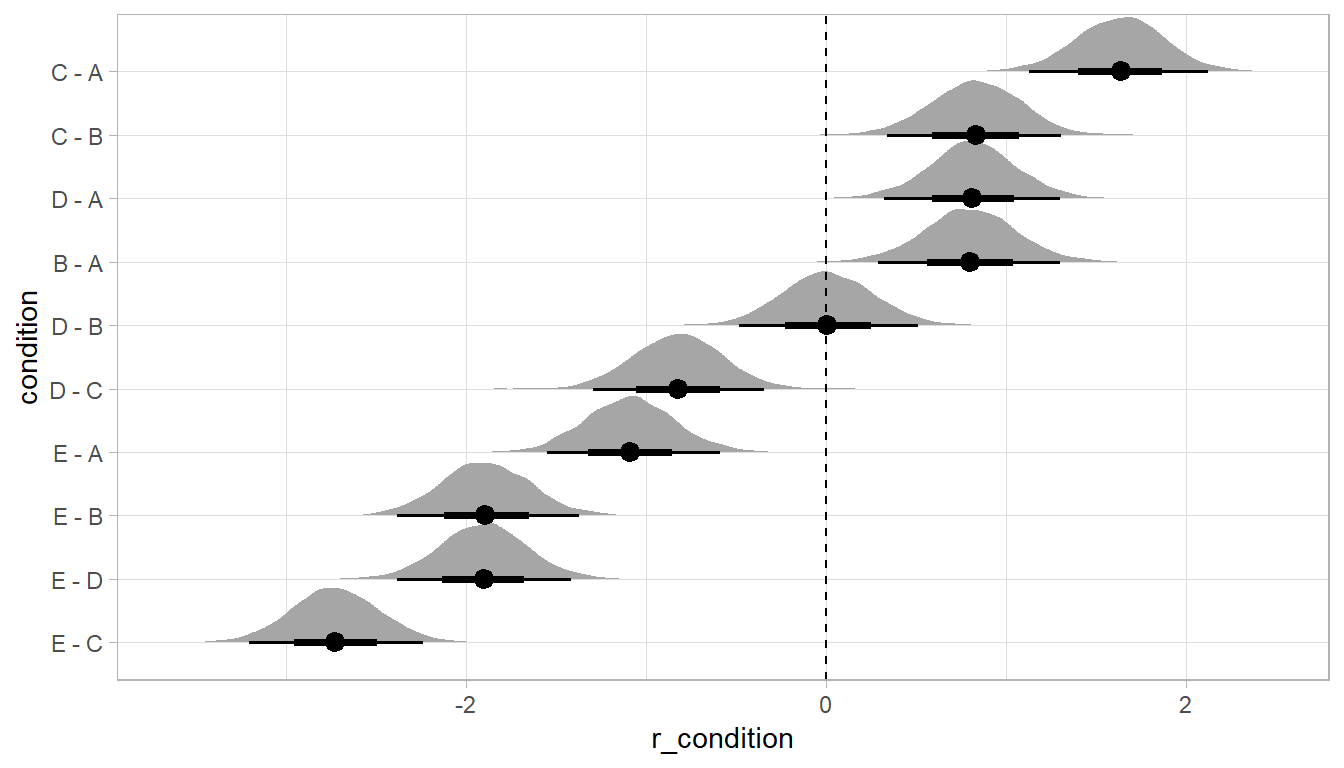 C - A
C - B
D - A
B - A
D - B
D - C
E - A
E - B
E - D
E - C
condition
-2
0
2
r_condition